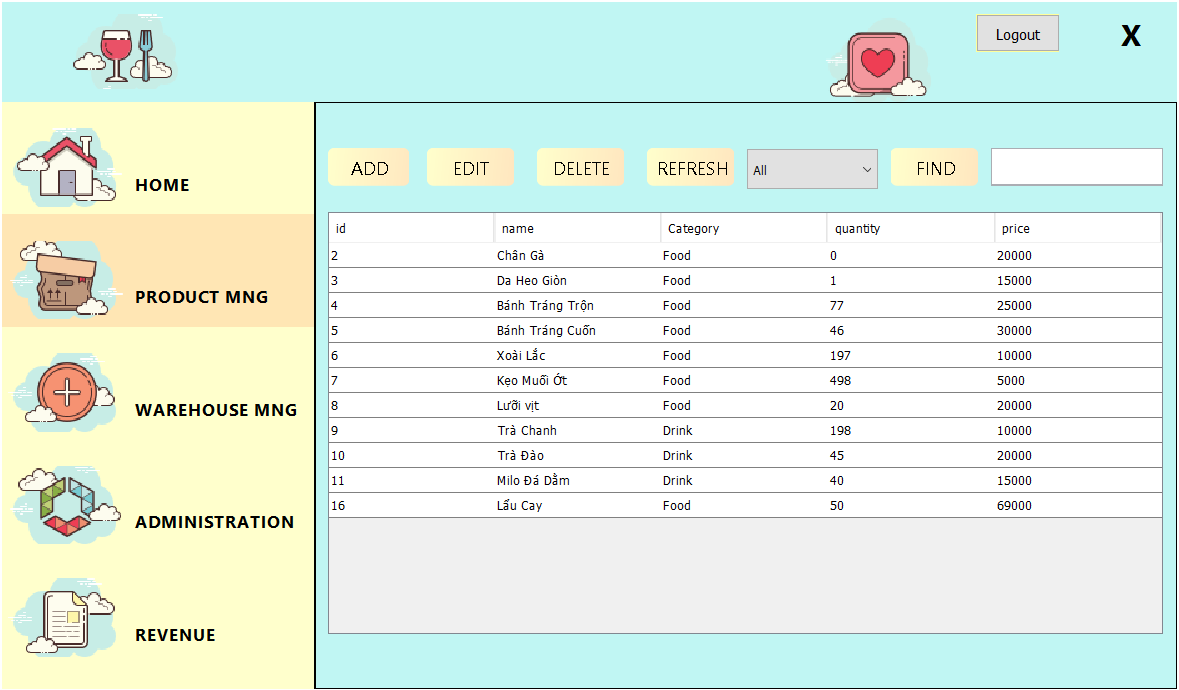 Logout X
HOME
PRODUCT MNG
WAREHOUSE MNG
ADMINISTRATION
REVENUE
ADD EDIT DELETE REFRESH All FIND
id name Category quantity price
2 Chân Gà Food 0 20000
3 Da Heo Giòn Food 1 15000
4 Bánh Tráng Trộn Food 77 25000
5 Bánh Tráng Cuốn Food 46 30000
6 Xoài Lắc Food 197 10000
7 Kẹo Muối Ớt Food 498 5000
8 Lưỡi vịt Food 20 20000
9 Trà Chanh Drink 198 10000
10 Trà Đào Drink 45 20000
11 Milo Đá Dằm Drink 40 15000
16 Lẩu Cay Food 50 69000